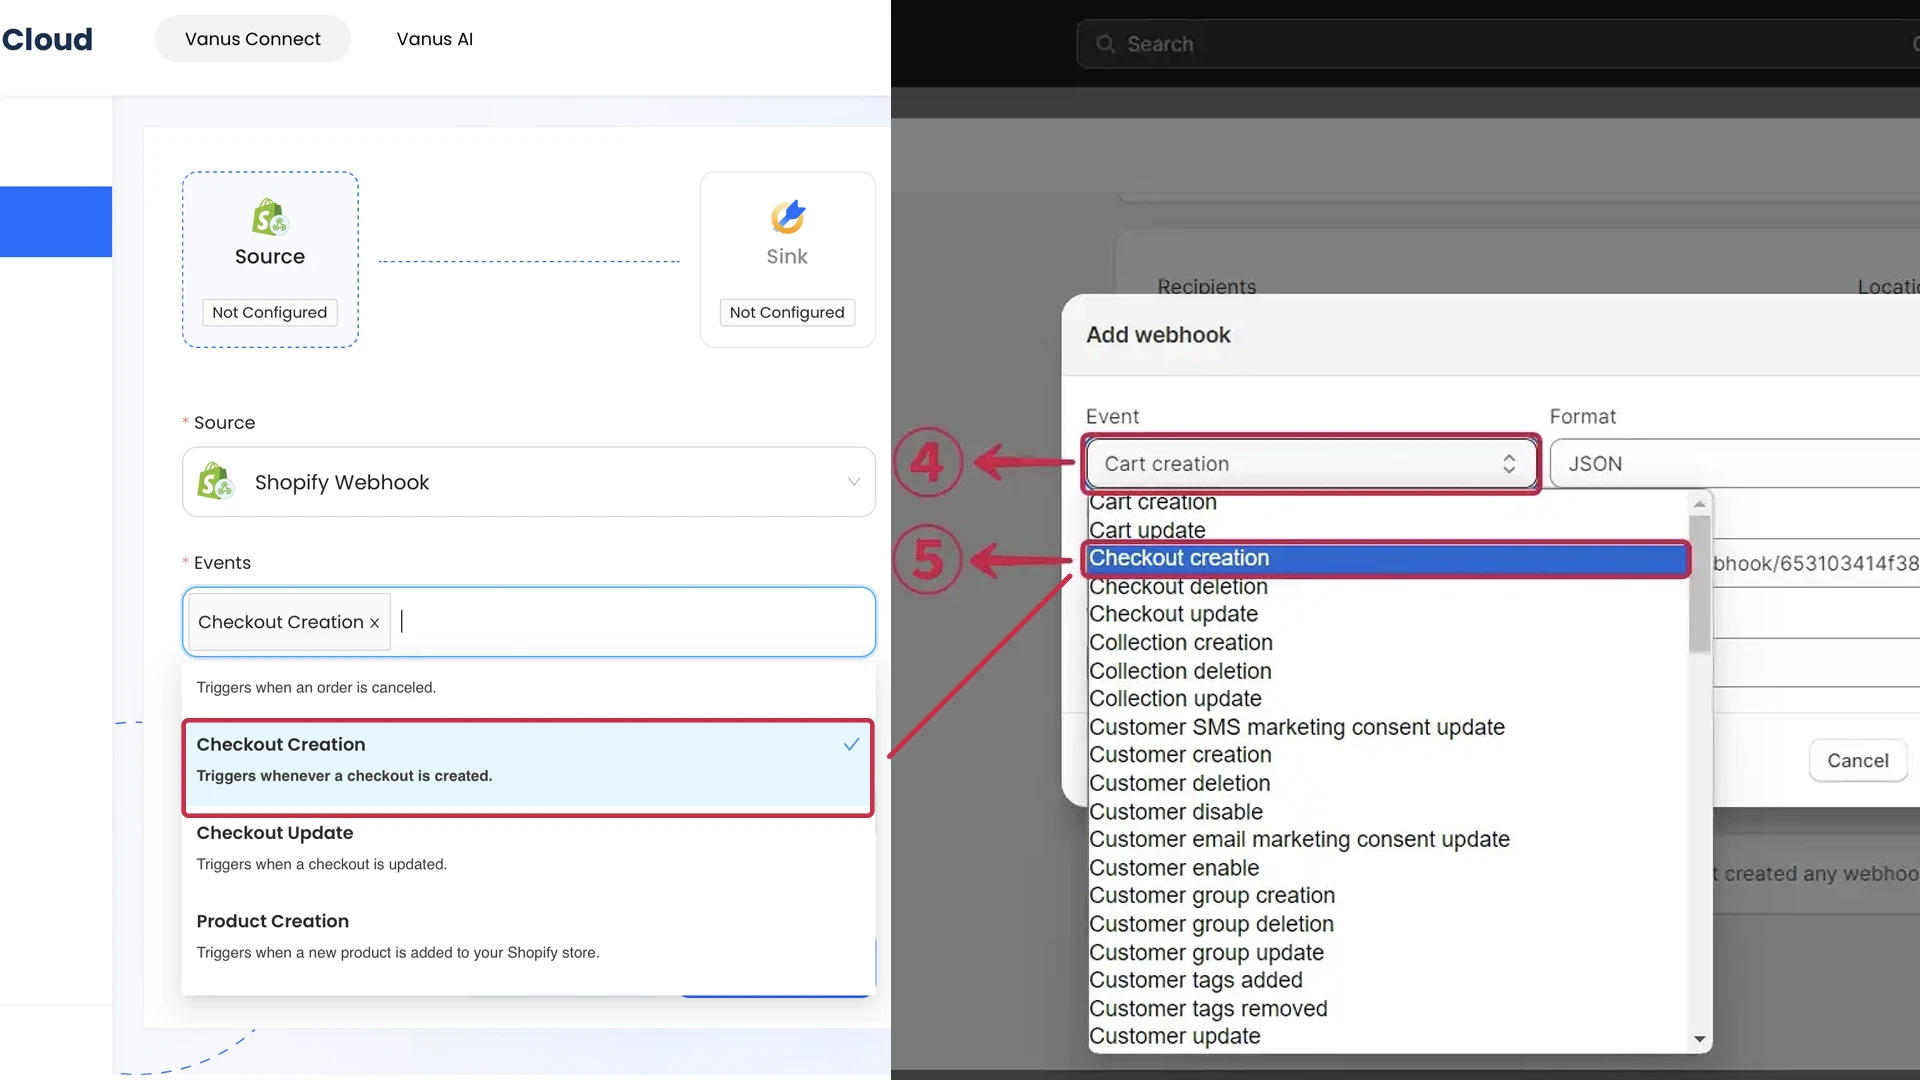 Cloud
Vanus Connect
Vanus AI
Source
Not Configured
Sink
Not Configured
* Source
Shopify Webhook
* Events
Checkout Creation x
Triggers when an order is canceled.
Checkout Creation
Triggers whenever a checkout is created.
Checkout Update
Triggers when a checkout is updated.
Product Creation
Triggers when a new product is added to your Shopify store.
Search
Recipients
Add webhook
Event
Format
4
Cart creation
JSON
Cart creation
Cart update
5
Checkout creation
bhook/653103414f38
Checkout deletion
Checkout update
Collection creation
Collection deletion
Collection update
Customer SMS marketing consent update
Customer creation
Cancel
Customer deletion
Customer disable
Customer email marketing consent update
Customer enable
t created any webhoo
Customer group creation
Customer group deletion
Customer group update
Customer tags added
Customer tags removed
Customer update